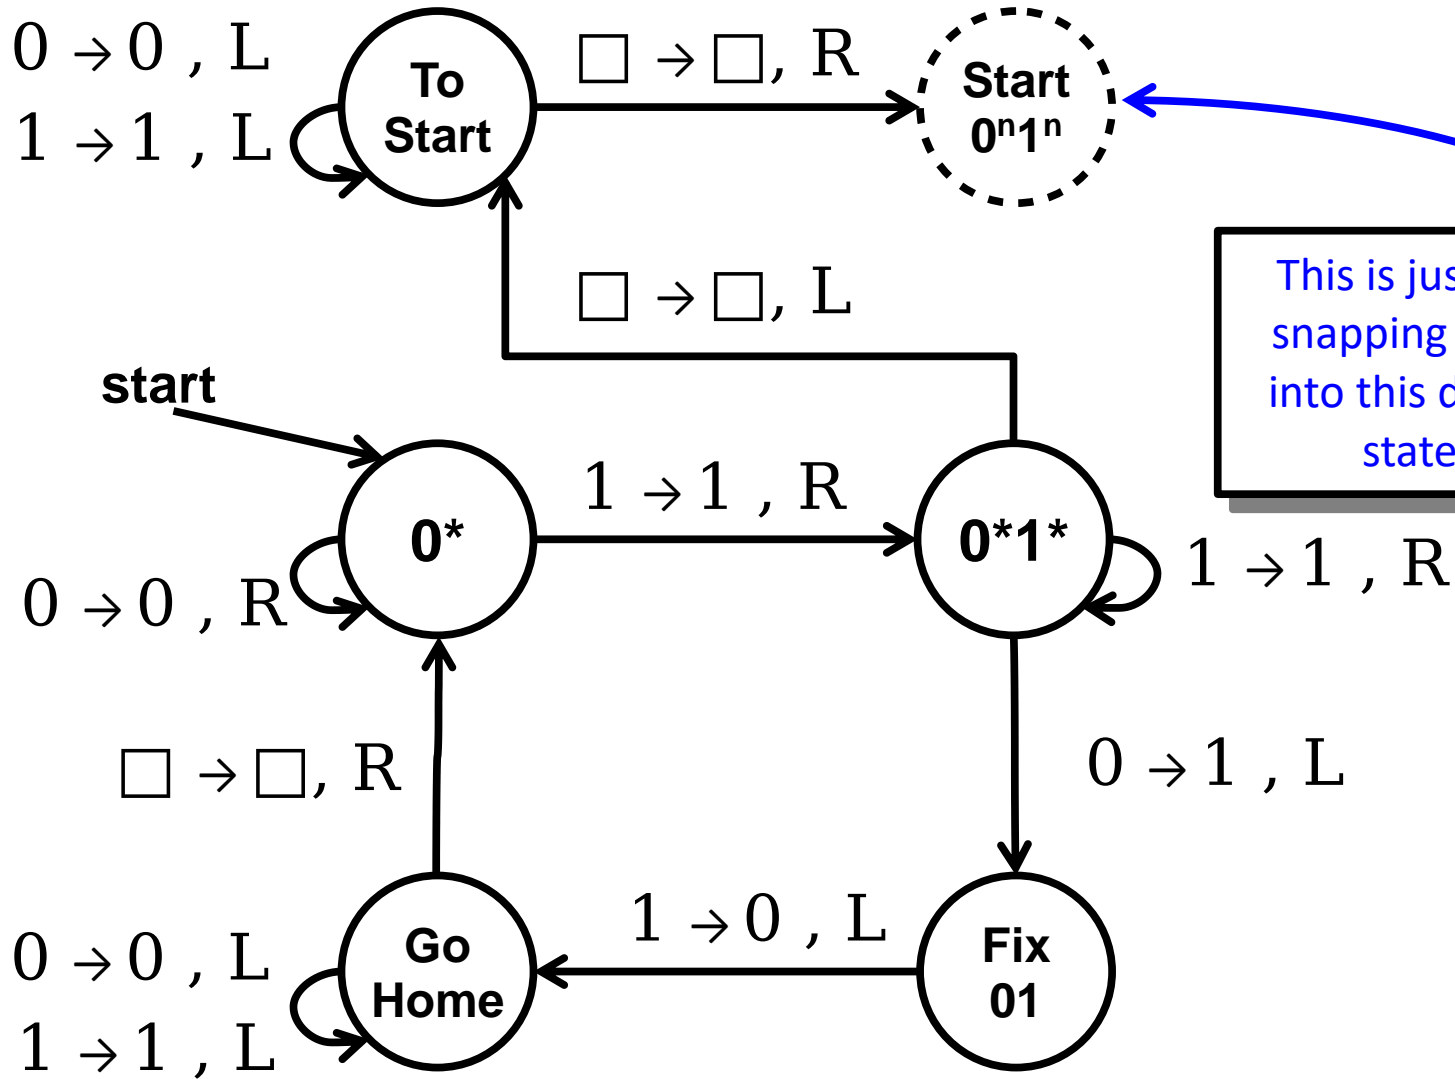 0 → 0 , L
1 → 1 , L
To
Start
□ → □, R
Start
0ⁿ1ⁿ
□ → □, L
This is
snapping
into this
state
start
0*
1 → 1 , R
0*1*
0 → 0 , R
1 → 1 , R
□ → □, R
0 → 1 , L
0 → 0 , L
1 → 1 , L
Go
Home
1 → 0 , L
Fix
01